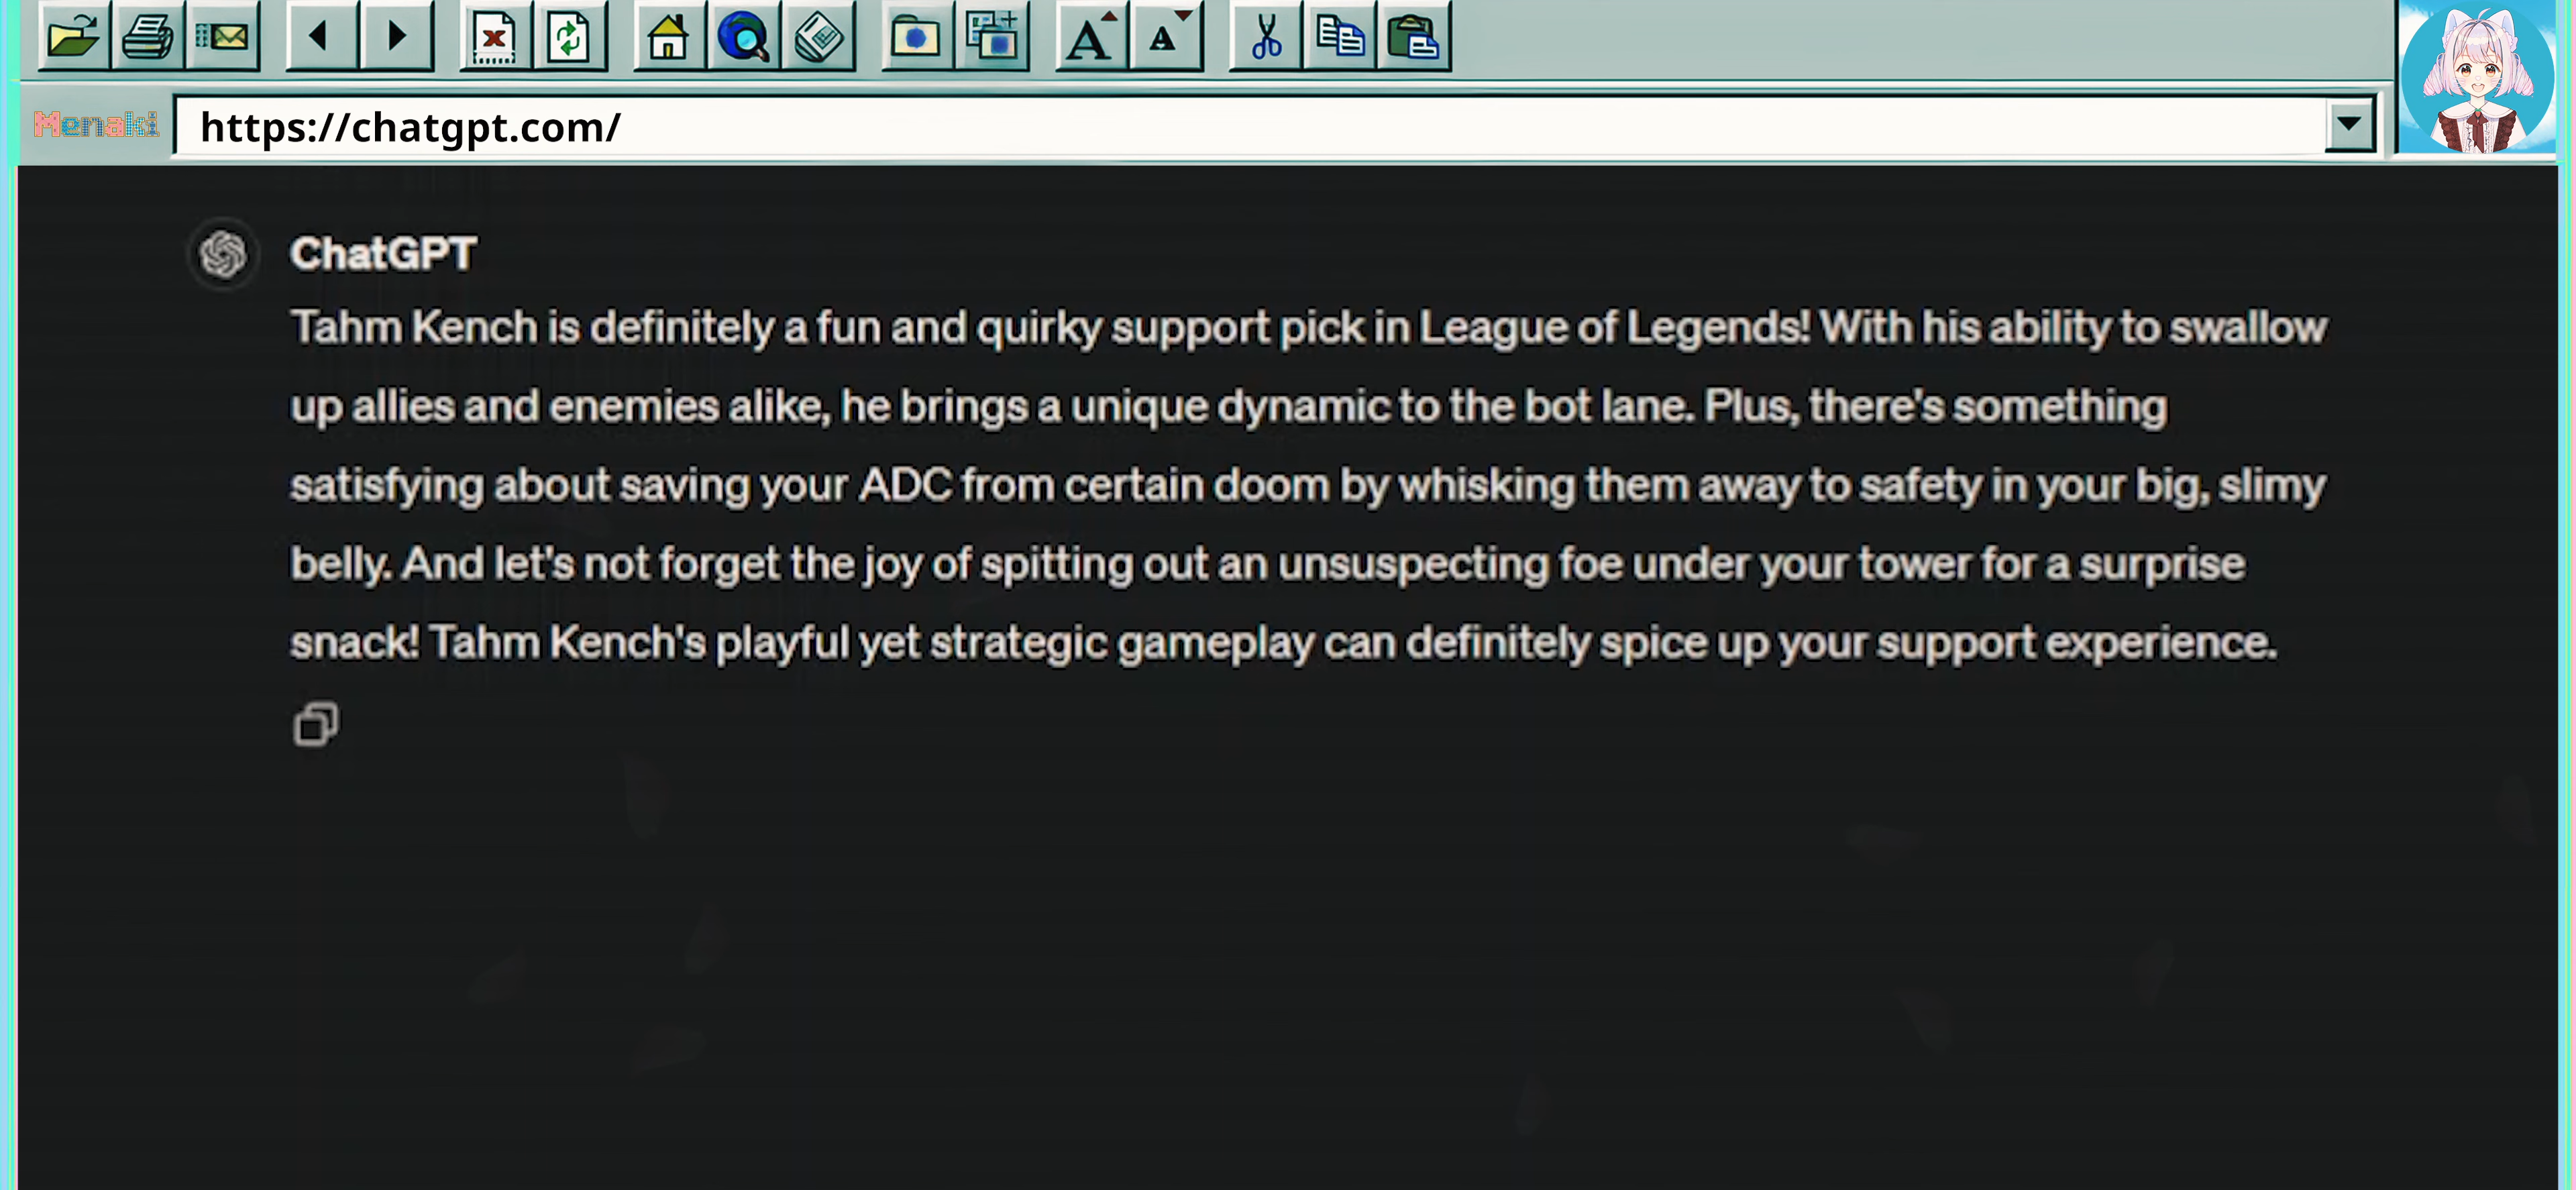 A A
Menaki
https://chatgpt.com/
ChatGPT
Tahm Kench is definitely a fun and quirky support pick in League of Legends! With his ability to swallow
up allies and enemies alike, he brings a unique dynamic to the bot lane. Plus, there's something
satisfying about saving your ADC from certain doom by whisking them away to safety in your big, slimy
belly. And let's not forget the joy of spitting out an unsuspecting foe under your tower for a surprise
snack! Tahm Kench's playful yet strategic gameplay can definitely spice up your support experience.